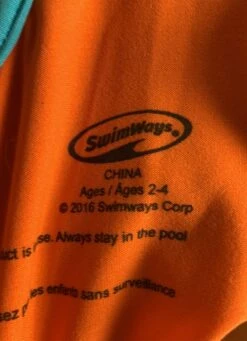 SwimWays®
CHINA
Ages / Âges 2-4
© 2016 Swimways Corp
is se. Always stay in the pool
les enfants sans surveillance